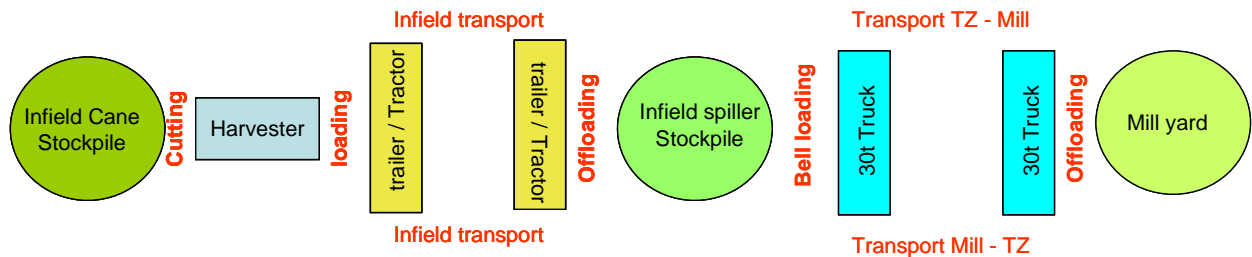 Infield transport
Transport TZ - Mill
Infield Cane
Stockpile
Cutting
Harvester
loading
trailer / Tractor
trailer / Tractor
Offloading
Infield spiller
Stockpile
Bell loading
30t Truck
30t Truck
Offloading
Mill yard
Infield transport
Transport Mill - TZ